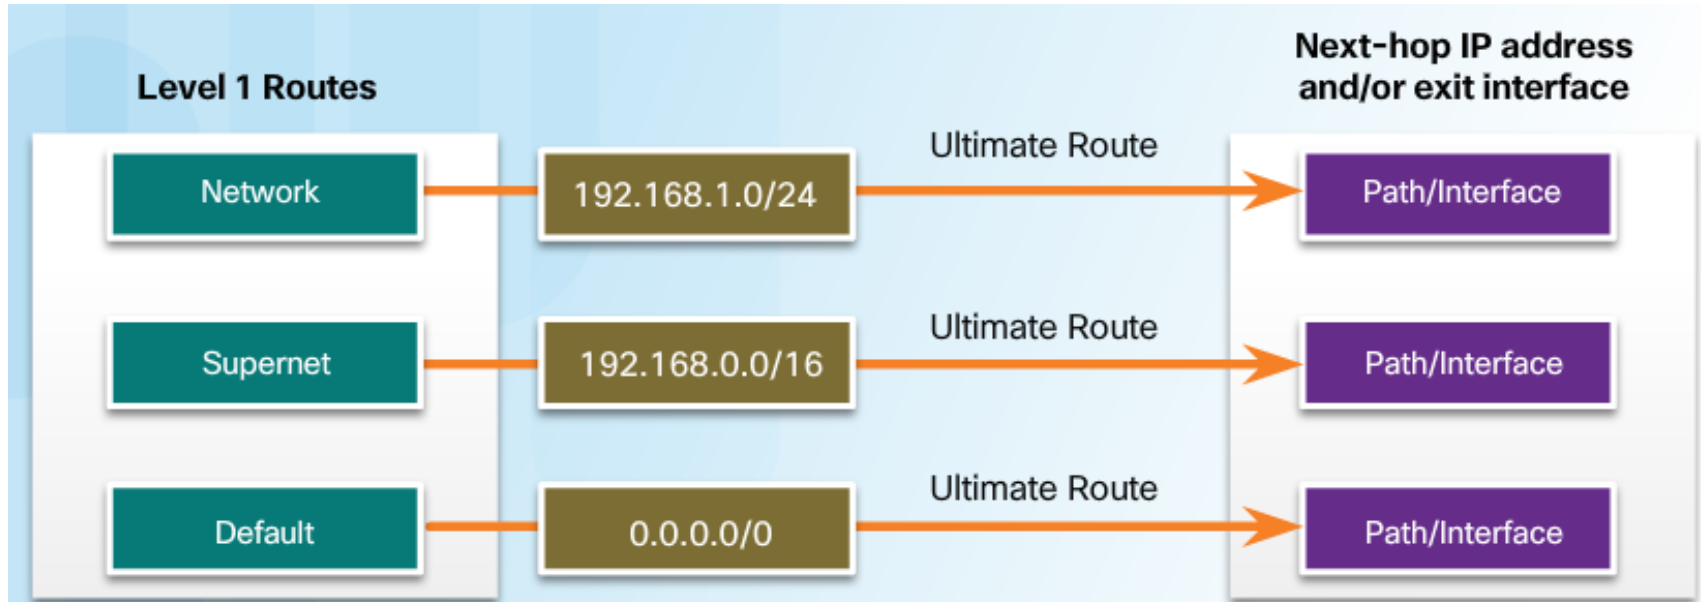 Level 1 Routes
Next-hop IP address
and/or exit interface
Network
192.168.1.0/24
Ultimate Route
Path/Interface
Supernet
192.168.0.0/16
Ultimate Route
Path/Interface
Default
0.0.0.0/0
Ultimate Route
Path/Interface